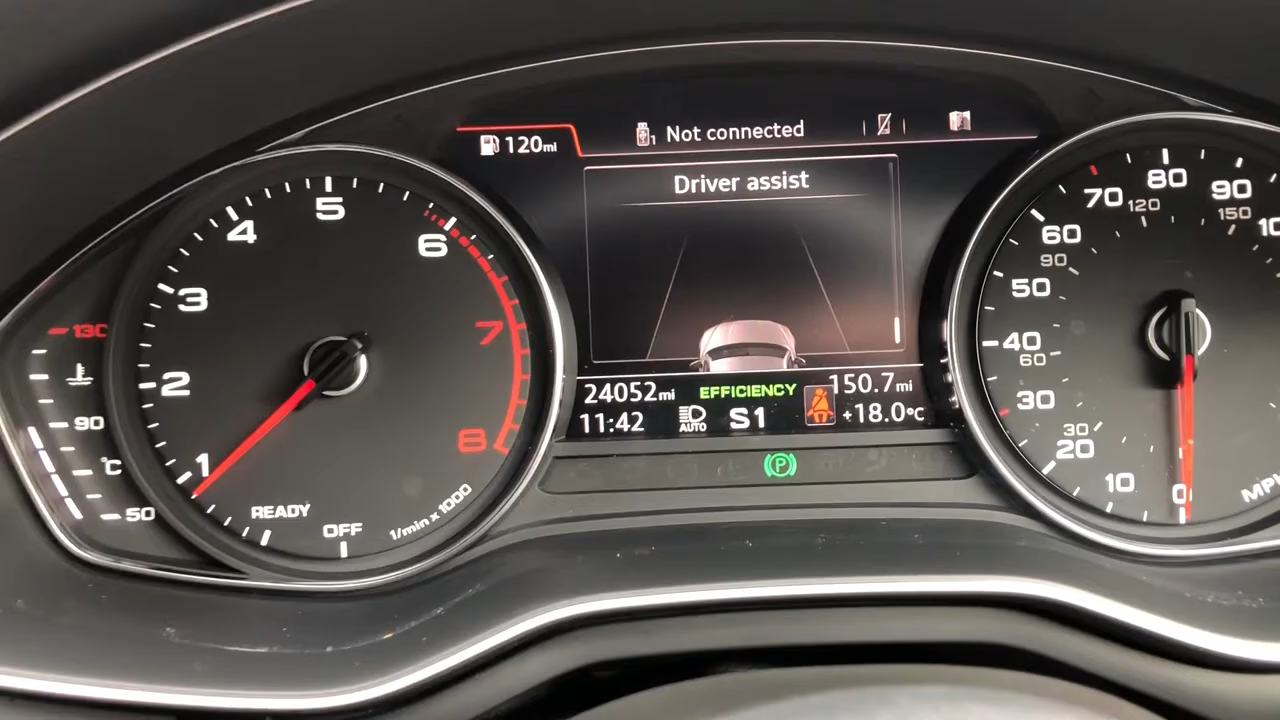 120mi
1 Not connected
Driver assist
24052mi EFFICIENCY 150.7mi
11:42 AUTO S1 +18.0°C
P
1
2
3
4
5
6
7
8
READY
OFF
1/min x 1000
130
90
°C
50
0
10
20
30
40
50
60
70
80
90
30
60
90
120
150